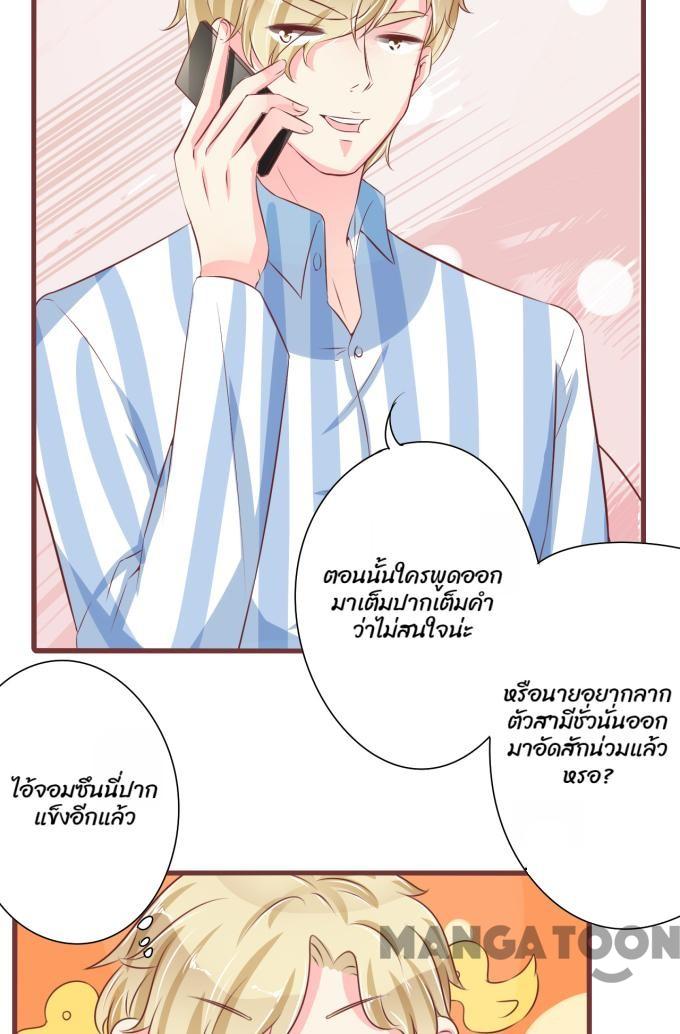 ตอนนั้นใครพูดออก
มาเต็มปากเต็มคำ
ว่าไม่สนใจน่ะ
หรือนายอยากลาก
ตัวสามีชั่วนั่นออก
มาอัดสักน่วมแล้ว
หรอ?
ไอ้จอมซึนนี่ปาก
แข็งอีกแล้ว
MANGATOON